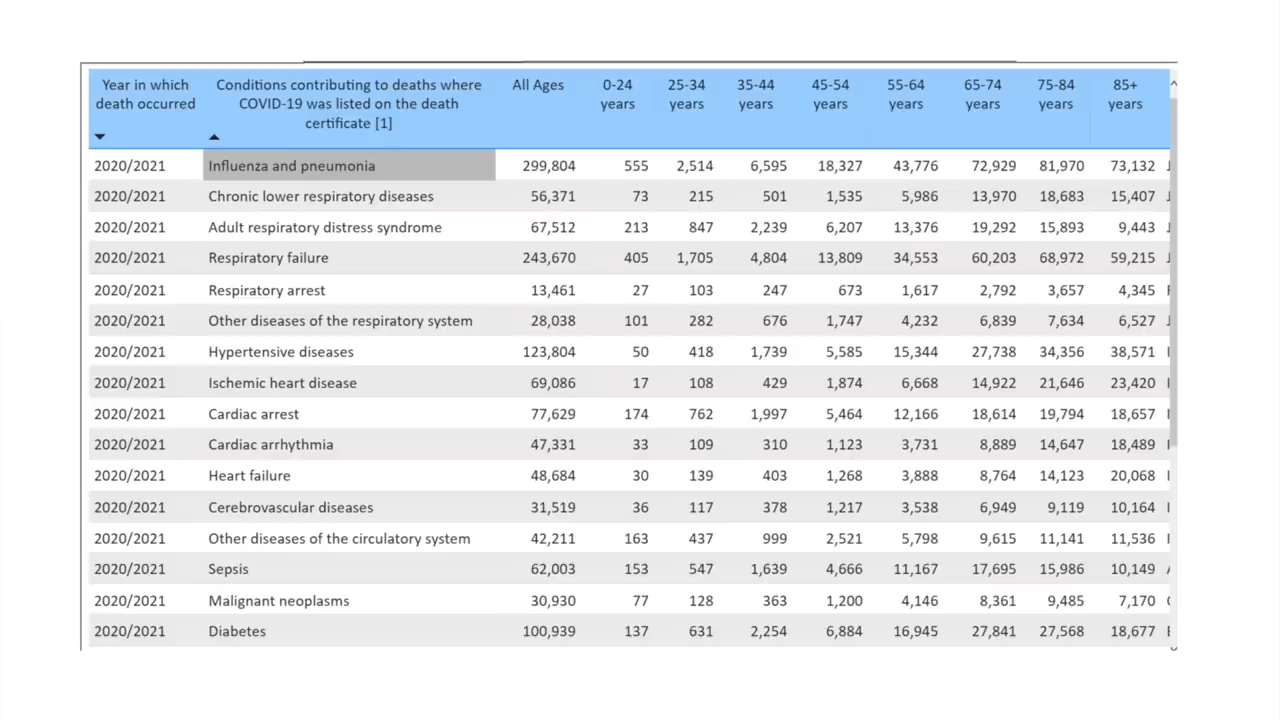 Year in which death occurred Conditions contributing to deaths where COVID-19 was listed on the death certificate [1] All Ages 0-24 years 25-34 years 35-44 years 45-54 years 55-64 years 65-74 years 75-84 years 85+ years
2020/2021 Influenza and pneumonia 299,804 555 2,514 6,595 18,327 43,776 72,929 81,970 73,132
2020/2021 Chronic lower respiratory diseases 56,371 73 215 501 1,535 5,986 13,970 18,683 15,407
2020/2021 Adult respiratory distress syndrome 67,512 213 847 2,239 6,207 13,376 19,292 15,893 9,443
2020/2021 Respiratory failure 243,670 405 1,705 4,804 13,809 34,553 60,203 68,972 59,215
2020/2021 Respiratory arrest 13,461 27 103 247 673 1,617 2,792 3,657 4,345
2020/2021 Other diseases of the respiratory system 28,038 101 282 676 1,747 4,232 6,839 7,634 6,527
2020/2021 Hypertensive diseases 123,804 50 418 1,739 5,585 15,344 27,738 34,356 38,571
2020/2021 Ischemic heart disease 69,086 17 108 429 1,874 6,668 14,922 21,646 23,420
2020/2021 Cardiac arrest 77,629 174 762 1,997 5,464 12,166 18,614 19,794 18,657
2020/2021 Cardiac arrhythmia 47,331 33 109 310 1,123 3,731 8,889 14,647 18,489
2020/2021 Heart failure 48,684 30 139 403 1,268 3,888 8,764 14,123 20,068
2020/2021 Cerebrovascular diseases 31,519 36 117 378 1,217 3,538 6,949 9,119 10,164
2020/2021 Other diseases of the circulatory system 42,211 163 437 999 2,521 5,798 9,615 11,141 11,536
2020/2021 Sepsis 62,003 153 547 1,639 4,666 11,167 17,695 15,986 10,149
2020/2021 Malignant neoplasms 30,930 77 128 363 1,200 4,146 8,361 9,485 7,170
2020/2021 Diabetes 100,939 137 631 2,254 6,884 16,945 27,841 27,568 18,677